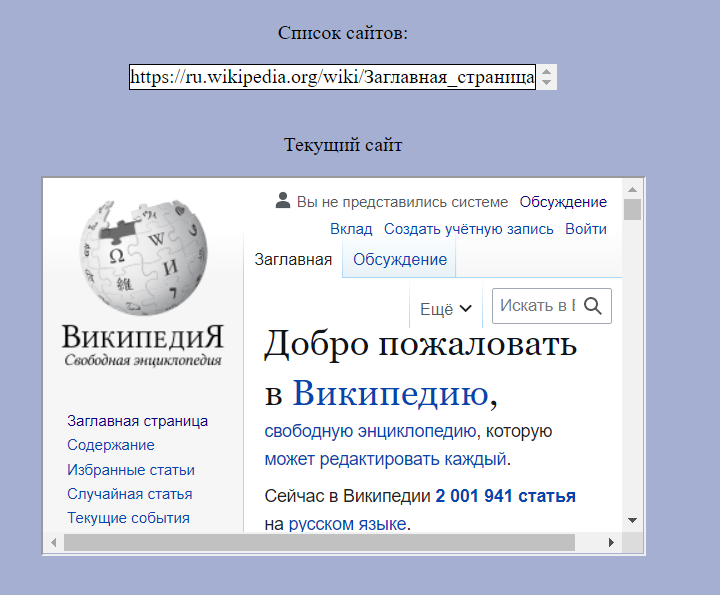 Список сайтов:
https://ru.wikipedia.org/wiki/Заглавная_страница
Текущий сайт
Вы не представились системе Обсуждение
Вклад Создать учётную запись Войти
Заглавная Обсуждение
Ещё Искать в
ВикипедиЯ
Свободная энциклопедия
Добро пожаловать
в Википедию,
свободную энциклопедию, которую
может редактировать каждый.
Сейчас в Википедии 2 001 941 статья
на русском языке.
Заглавная страница
Содержание
Избранные статьи
Случайная статья
Текущие события